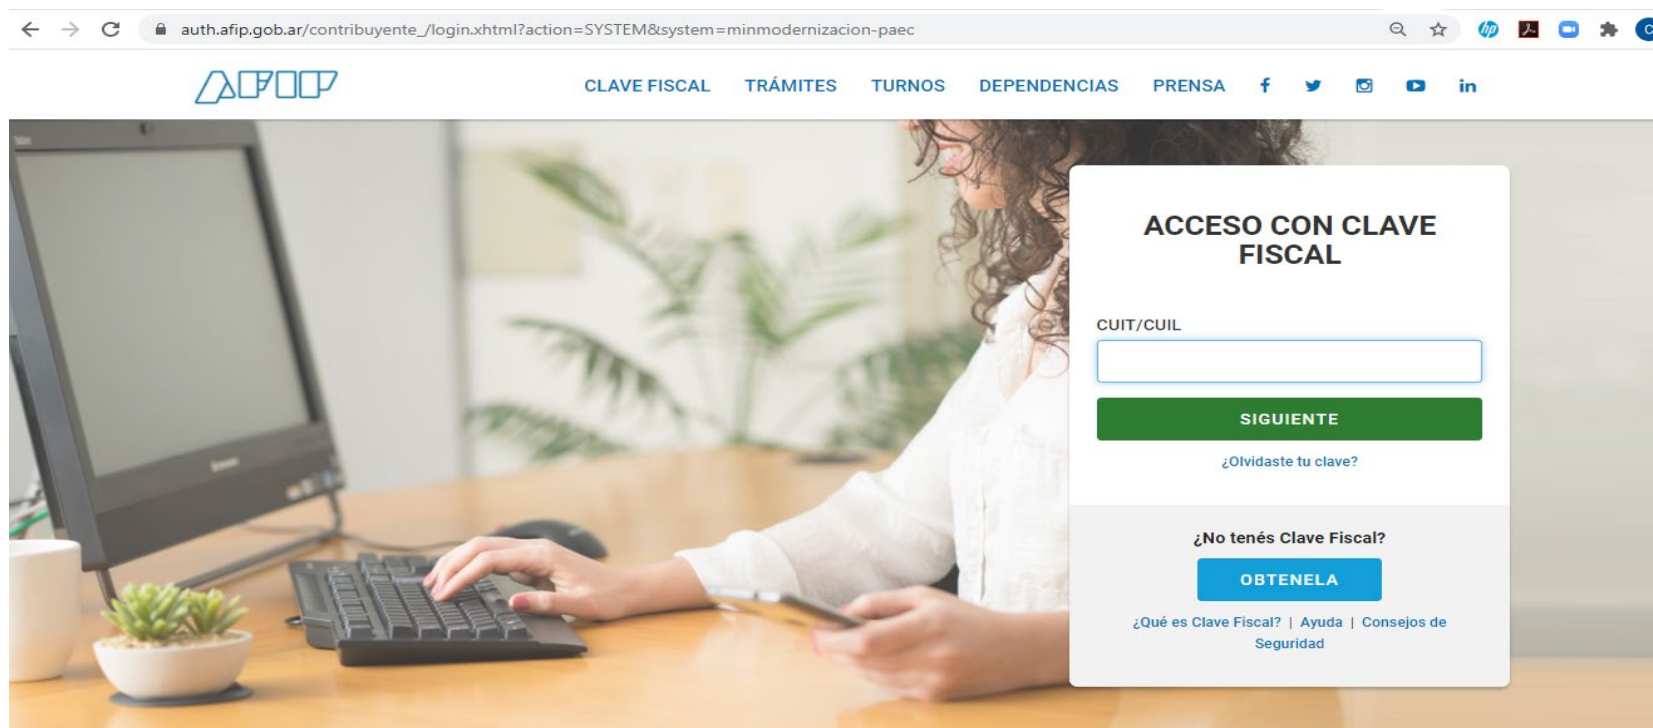 auth.afip.gob.ar/contribuyente_/login.xhtml?action=SYSTEM&system=minmodernizacion-paec
AFIP
CLAVE FISCAL TRÁMITES TURNOS DEPENDENCIAS PRENSA f in
hp
C
ACCESO CON CLAVE
FISCAL
CUIT/CUIL
SIGUIENTE
¿Olvidaste tu clave?
¿No tenés Clave Fiscal?
OBTENELA
¿Qué es Clave Fiscal? | Ayuda | Consejos de
Seguridad